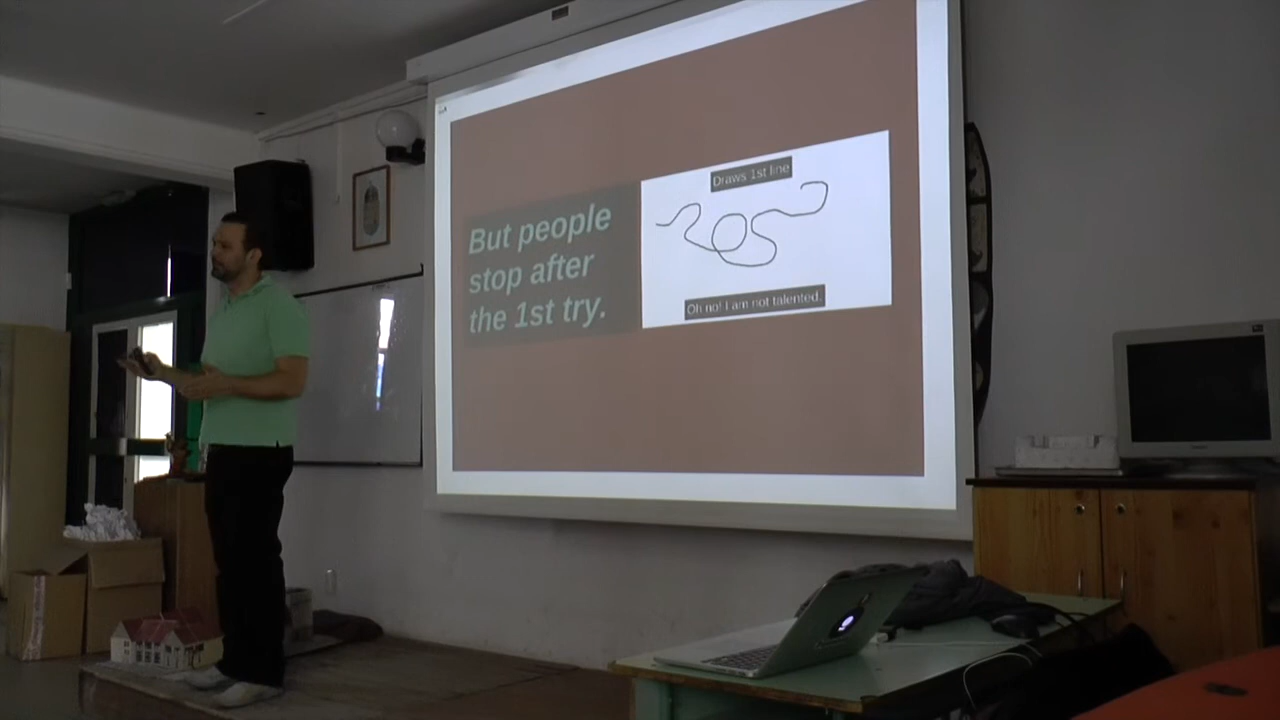 But people
stop after
the 1st try.
Draws 1st line
Oh no! I am not talented.